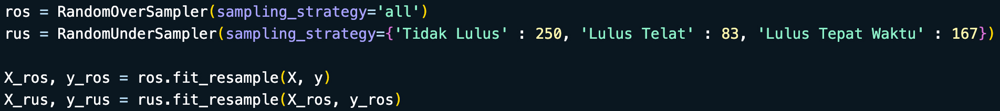 ros = RandomOverSampler(sampling_strategy='all')
rus = RandomUnderSampler(sampling_strategy={'Tidak Lulus' : 250, 'Lulus Telat' : 83, 'Lulus Tepat Waktu' : 167})
X_ros, y_ros = ros.fit_resample(X, y)
X_rus, y_rus = rus.fit_resample(X_ros, y_ros)